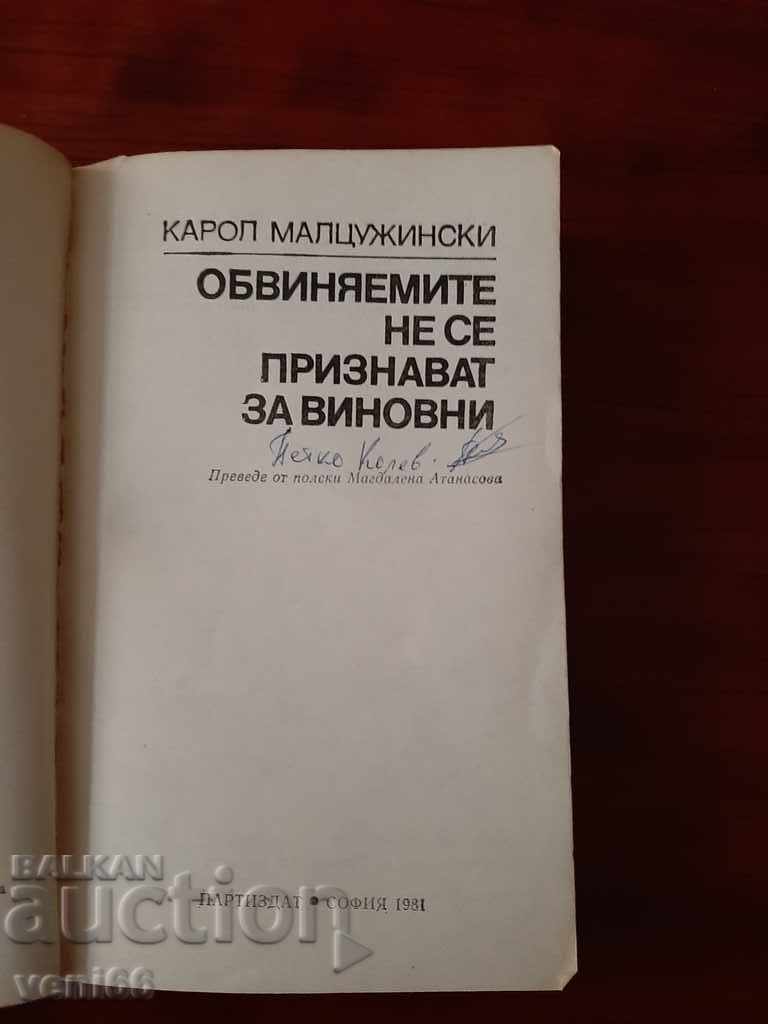 КАРОЛ МАЛЦУЖИНСКИ
ОБВИНЯЕМИТЕ
НЕ СЕ
ПРИЗНАВАТ
ЗА ВИНОВНИ
Пейко Колев.
Преведе от полски Магдалена Атанасова
ПАРТИЗДАТ • СОФИЯ 1981
BALKAN
auction
veni66